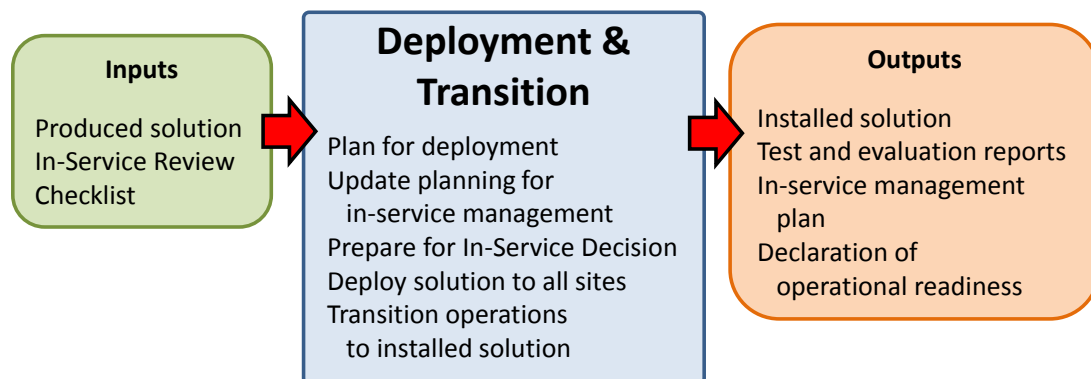 Inputs
Produced solution
In-Service Review
Checklist
Deployment &
Transition
Plan for deployment
Update planning for
in-service management
Prepare for In-Service Decision
Deploy solution to all sites
Transition operations
to installed solution
Outputs
Installed solution
Test and evaluation reports
In-service management
plan
Declaration of
operational readiness